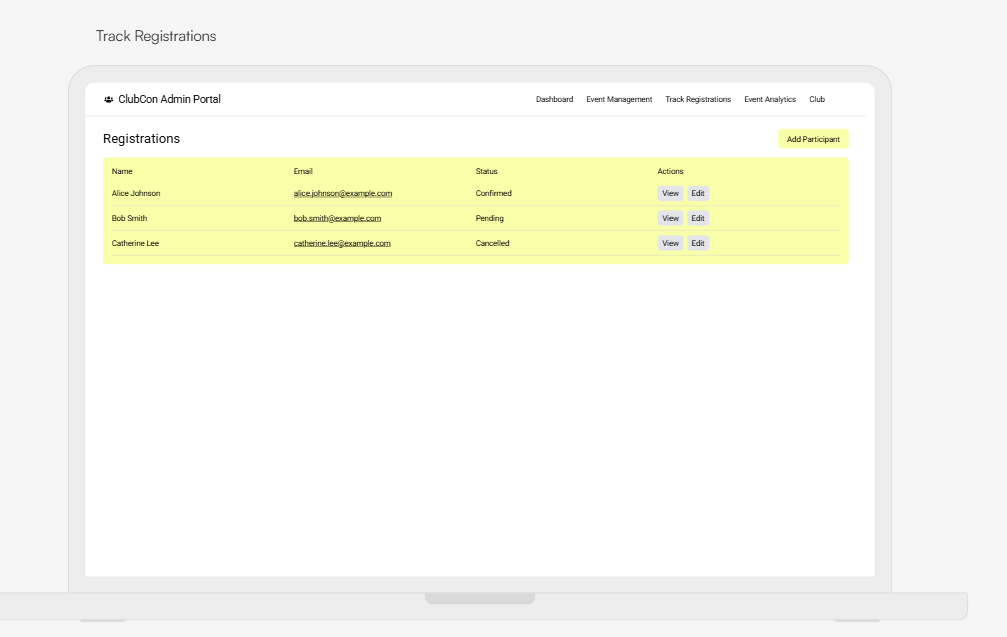 Track Registrations
ClubCon Admin Portal Dashboard Event Management Track Registrations Event Analytics Club
Registrations Add Participant
Name Email Status Actions
Alice Johnson alice.johnson@example.com Confirmed View Edit
Bob Smith bob.smith@example.com Pending View Edit
Catherine Lee catherine.lee@example.com Cancelled View Edit